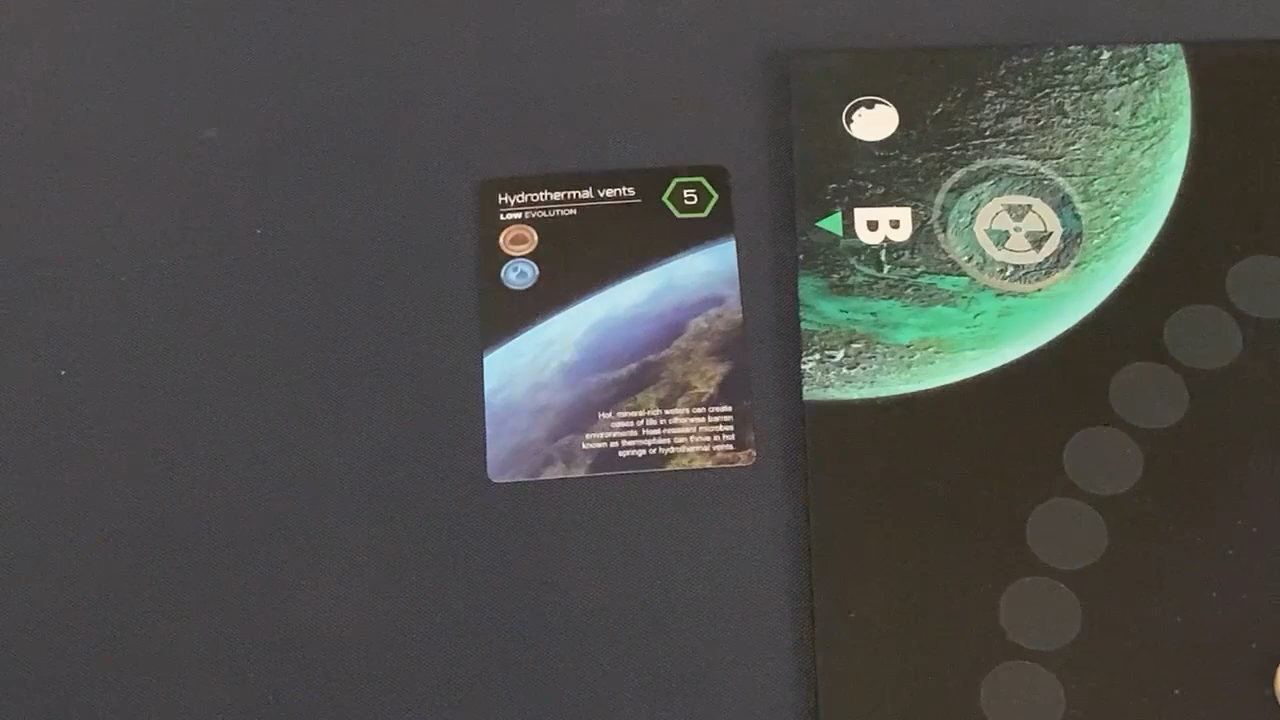 Hydrothermal vents
5
LOW EVOLUTION
Hot, mineral-rich waters can create
oases of life in otherwise barren
environments. Heat-resistant microbes
known as thermophiles can thrive in hot
springs or hydrothermal vents.
B